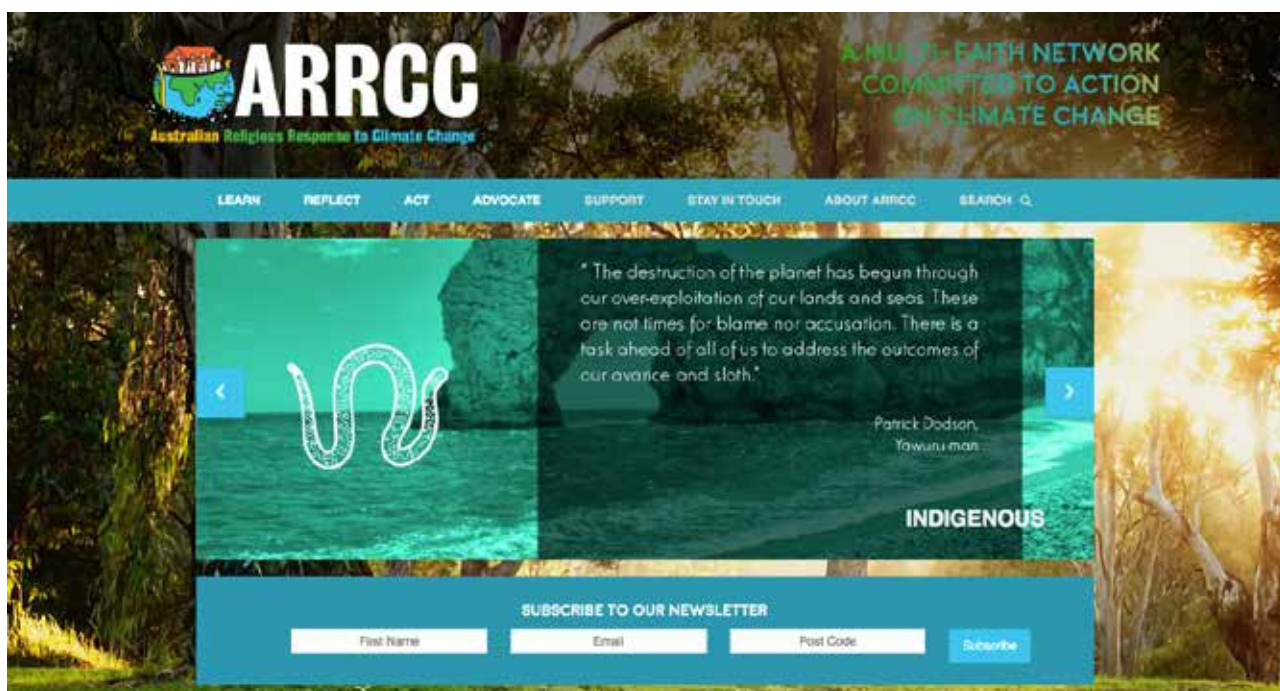 ARRCC
Australian Religious Response to Climate Change
A MULTI-FAITH NETWORK
COMMITTED TO ACTION
ON CLIMATE CHANGE
LEARN REFLECT ACT ADVOCATE SUPPORT STAY IN TOUCH ABOUT ARRCC SEARCH
" The destruction of the planet has begun through
our over-exploitation of our lands and seas. These
are not times for blame nor accusation. There is a
task ahead of all of us to address the outcomes of
our avarice and sloth."
Patrick Dodson,
Yawuru man
INDIGENOUS
SUBSCRIBE TO OUR NEWSLETTER
First Name Email Post Code Subscribe